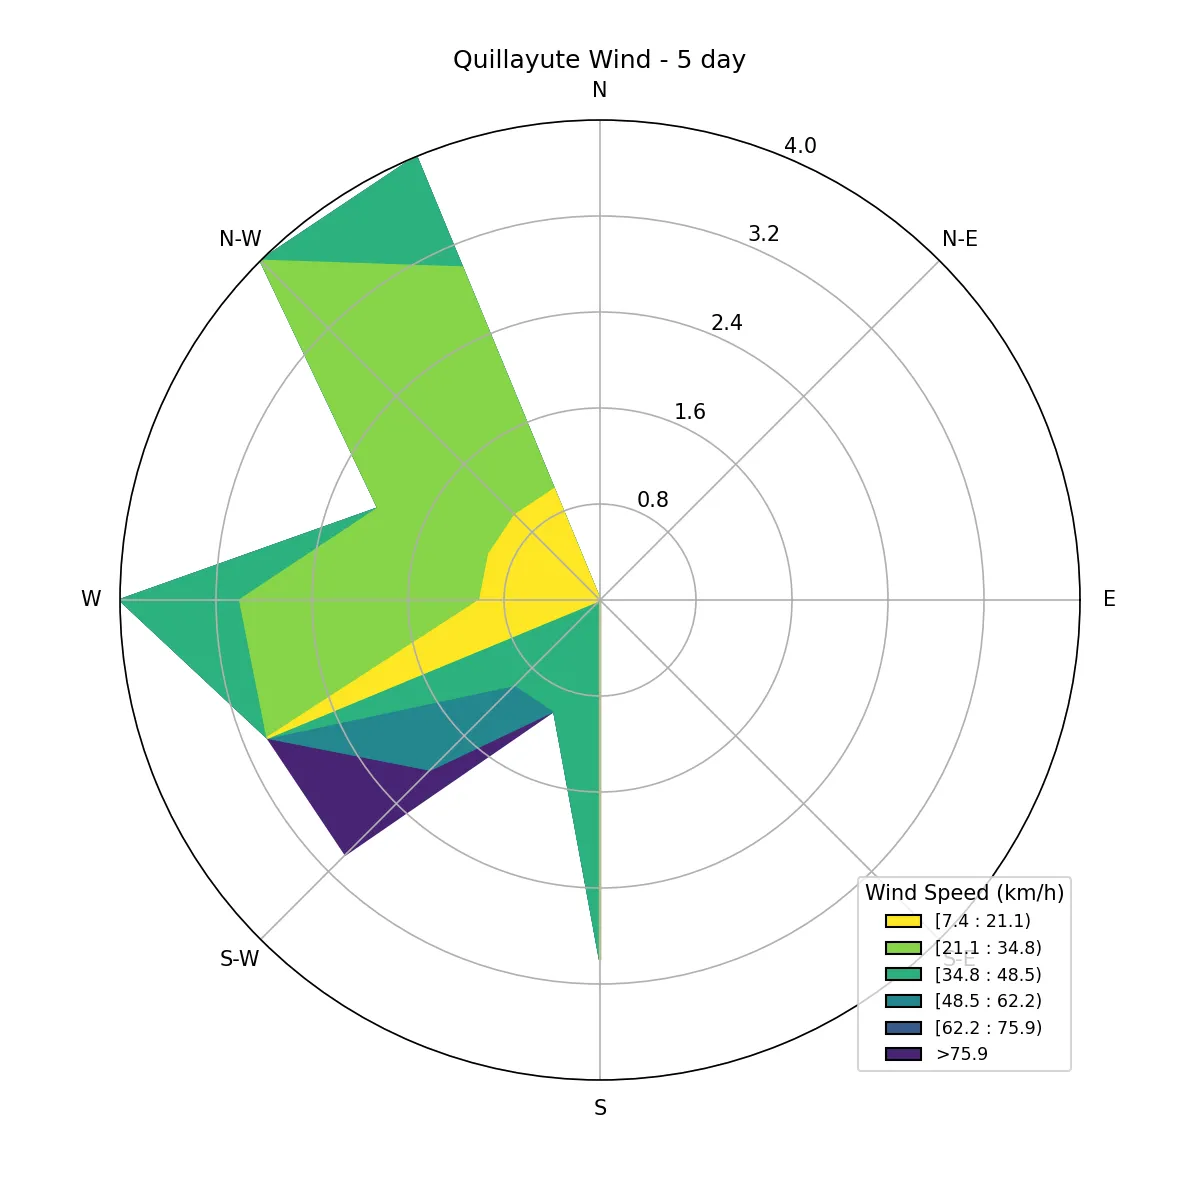 Quillayute Wind - 5 day
N
4.0
3.2
N-W
N-E
2.4
1.6
0.8
W
E
Wind Speed (km/h)
[7.4 : 21.1)
[21.1 : 34.8)
S-W
S-E
[34.8 : 48.5)
[48.5 : 62.2)
[62.2 : 75.9)
>75.9
S